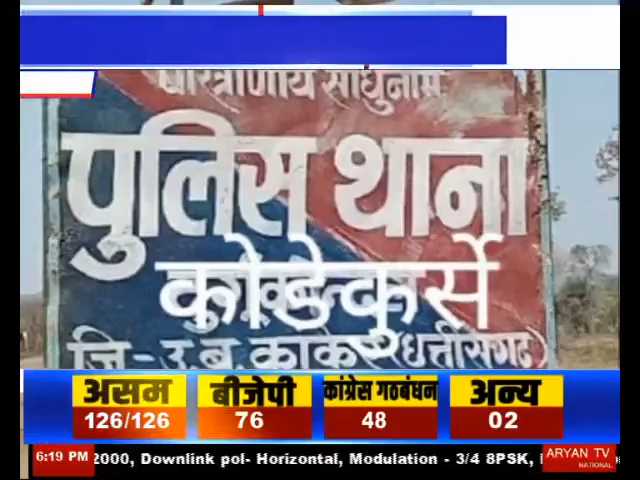 परित्राणाय साधुनाम
पुलिस थाना
कोडेकुर्से
जि.-उ.ब.कांकेर (छत्तीसगढ़)
असम बीजेपी कांग्रेस गठबंधन अन्य
126/126 76 48 02
6:19 PM 2000, Downlink pol- Horizontal, Modulation - 3/4 8PSK, ARYAN TV
NATIONAL